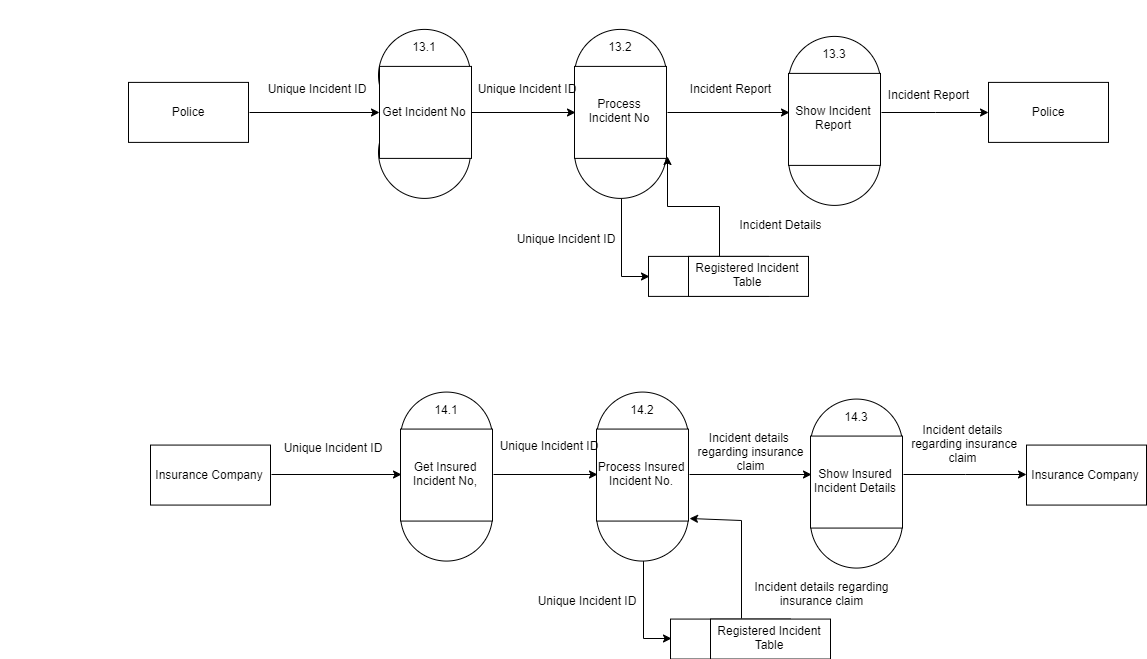 13.1
13.2
13.3
Unique Incident ID
Unique Incident ID
Incident Report
Incident Report
Police
Get Incident No
Process
Incident No
Show Incident
Report
Police
Incident Details
Unique Incident ID
Registered Incident
Table
14.1
14.2
14.3
Unique Incident ID
Unique Incident ID
Incident details
regarding insurance
claim
Incident details
regarding insurance
claim
Insurance Company
Get Insured
Incident No,
Process Insured
Incident No.
Show Insured
Incident Details
Insurance Company
Incident details regarding
insurance claim
Unique Incident ID
Registered Incident
Table